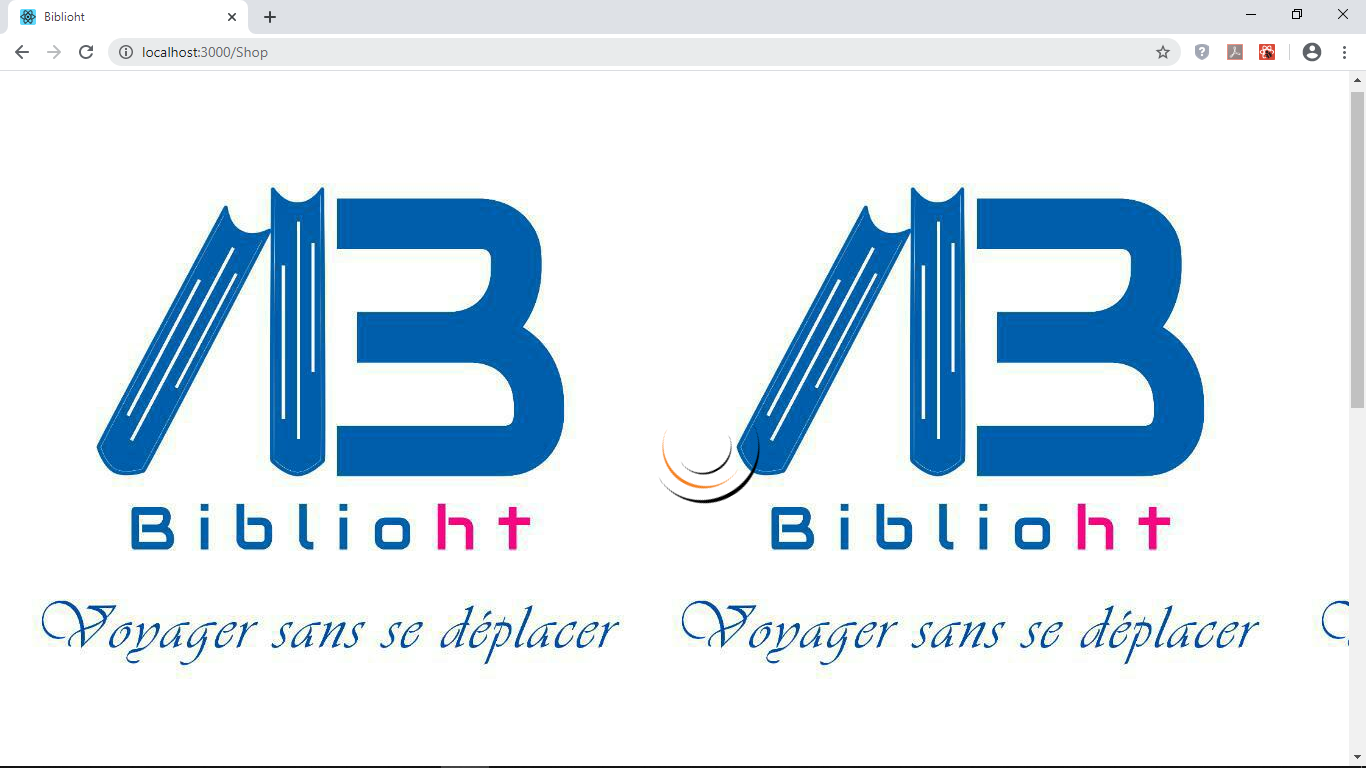 Biblioht
localhost:3000/Shop
B
B
Biblioht
Biblioht
Voyager sans se déplacer
Voyager sans se déplacer
V